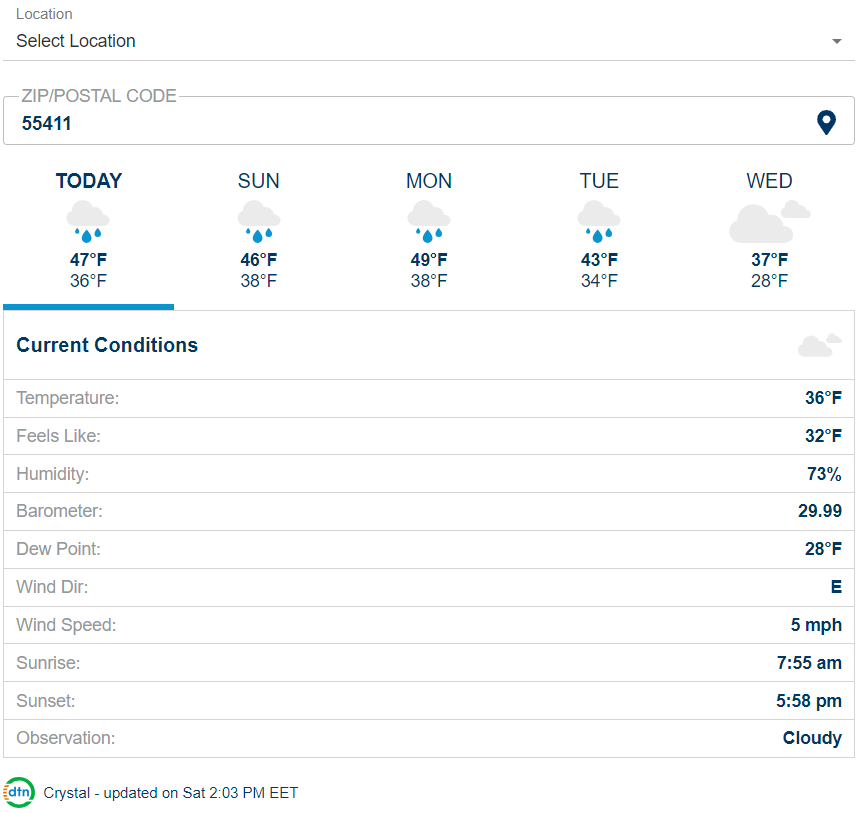 Location
Select Location
ZIP/POSTAL CODE
55411
TODAY SUN MON TUE WED
47°F 46°F 49°F 43°F 37°F
36°F 38°F 38°F 34°F 28°F
Current Conditions
Temperature: 36°F
Feels Like: 32°F
Humidity: 73%
Barometer: 29.99
Dew Point: 28°F
Wind Dir: E
Wind Speed: 5 mph
Sunrise: 7:55 am
Sunset: 5:58 pm
Observation: Cloudy
dtn Crystal - updated on Sat 2:03 PM EET